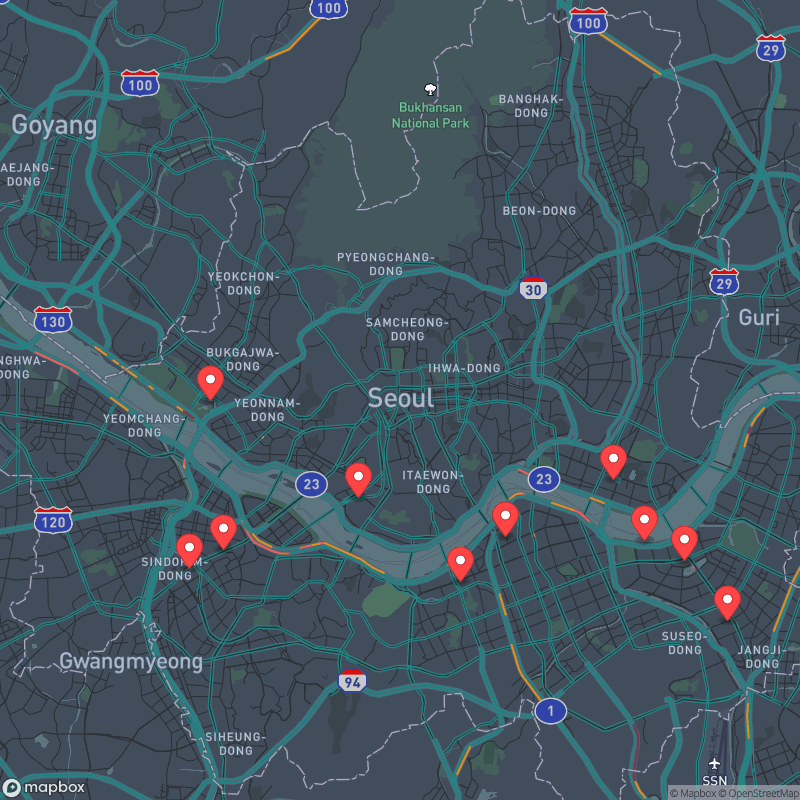 100
100
29
100
Bukhansan
National Park
BANGHAK-
DONG
Goyang
AEJANG-
DONG
BEON-DONG
PYEONGCHANG-
DONG
YEOKCHON-
DONG
29
30
130
Guri
SAMCHEONG-
DONG
NGHWA-
DONG
BUKGAJWA-
DONG
IHWA-DONG
Seoul
YEONNAM-
DONG
YEOMCHANG-
DONG
ITAEWON-
DONG
23
23
120
SINDORIM-
DONG
SUSEO-
DONG
JANGJI-
DONG
Gwangmyeong
94
1
SIHEUNG-
DONG
SSN
mapbox
© Mapbox © OpenStreetMap